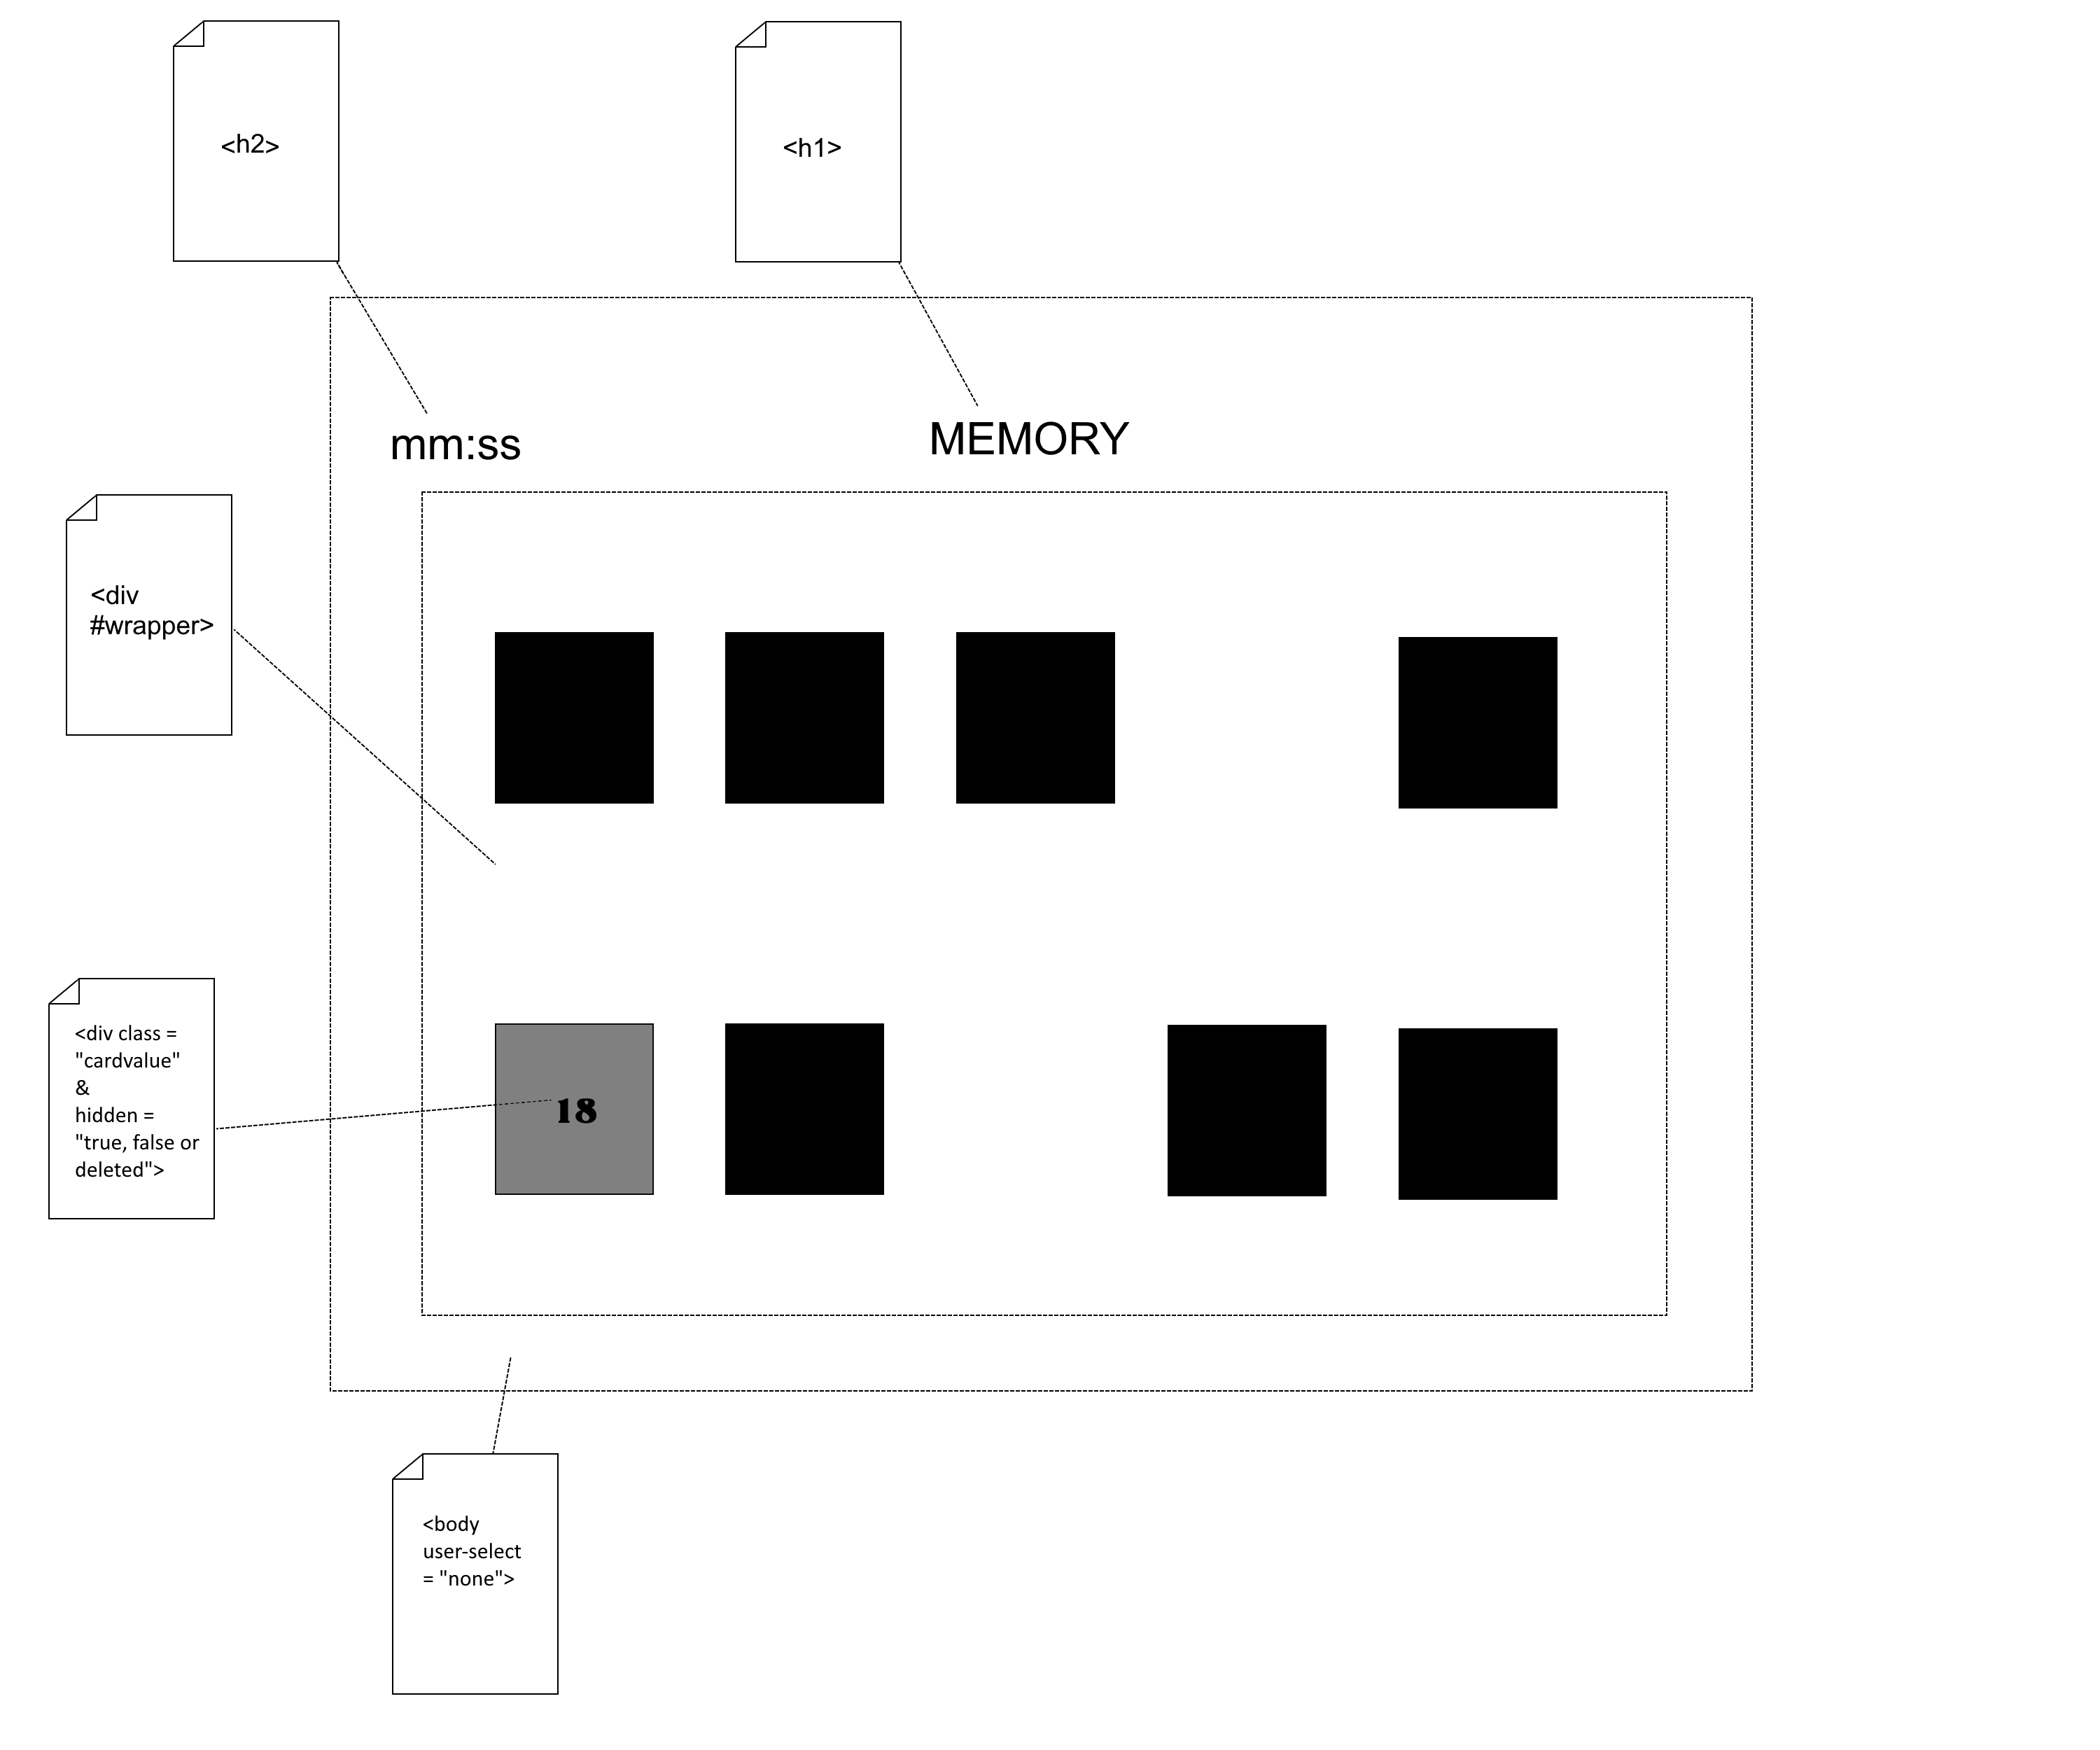 <h2>
<h1>
mm:ss
MEMORY
<div
#wrapper>
<div class =
"cardvalue"
&
hidden =
"true, false or
deleted">
18
<body
user-select
= "none">